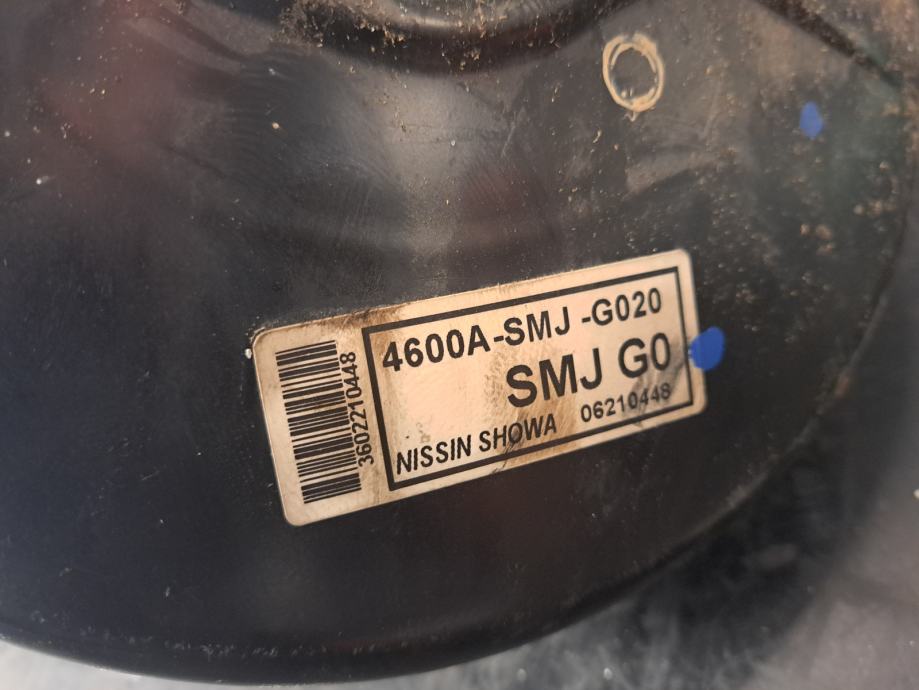 4600A-SMJ -G020
SMJ G0
NISSIN SHOWA 06210448
3602210448